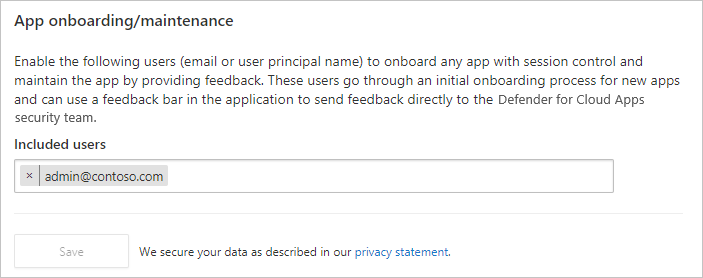 App onboarding/maintenance
Enable the following users (email or user principal name) to onboard any app with session control and
maintain the app by providing feedback. These users go through an initial onboarding process for new apps
and can use a feedback bar in the application to send feedback directly to the Defender for Cloud Apps
security team.
Included users
× admin@contoso.com
Save We secure your data as described in our privacy statement.